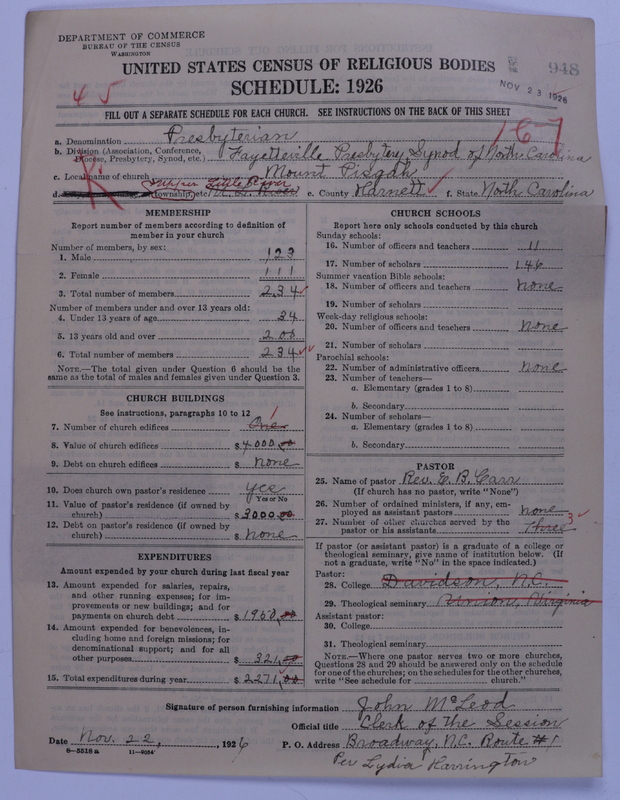 DEPARTMENT OF COMMERCE
BUREAU OF THE CENSUS
WASHINGTON
UNITED STATES CENSUS OF RELIGIOUS BODIES
SCHEDULE: 1926
948
NOV 23 1926
45
FILL OUT A SEPARATE SCHEDULE FOR EACH CHURCH. SEE INSTRUCTIONS ON THE BACK OF THIS SHEET
167
a. Denomination Presbyterian
b. Division (Association, Conference, Diocese, Presbytery, Synod, etc.) Fayetteville Presbytery Synod of North Carolina
c. Local name of church Mount Pisgah
K
Upper Little River
township, etc. e. County Harnett f. State North Carolina
MEMBERSHIP
Report number of members according to definition of
member in your church
Number of members, by sex:
1. Male 123
2. Female 111
3. Total number of members 234
Number of members under and over 13 years old:
4. Under 13 years of age 34
5. 13 years old and over 200
6. Total number of members 234
NOTE.—The total given under Question 6 should be
same as the total of males and females given under Question 3.
CHURCH BUILDINGS
See instructions, paragraphs 10 to 12
7. Number of church edifices One 1
8. Value of church edifices $4000.00
9. Debt on church edifices $ None
10. Does church own pastor's residence yes
Yes or No
11. Value of pastor's residence (if owned by
church) $3000.00
12. Debt on pastor's residence (if owned by
church) $ None
EXPENDITURES
Amount expended by your church during last fiscal year
13. Amount expended for salaries, repairs,
and other running expenses; for im-
provements or new buildings; and for
payments on church debt $1950.00
14. Amount expended for benevolences, in-
cluding home and foreign missions; for
denominational support; and for all
other purposes $ 321.00
15. Total expenditures during year $2271.00
CHURCH SCHOOLS
Report here only schools conducted by this church
Sunday schools:
16. Number of officers and teachers 11
17. Number of scholars 146
Summer vacation Bible schools:
18. Number of officers and teachers None
19. Number of scholars
Week-day religious schools:
20. Number of officers and teachers None
21. Number of scholars
Parochial schools:
22. Number of administrative officers None
23. Number of teachers—
a. Elementary (grades 1 to 8)
b. Secondary
24. Number of scholars—
a. Elementary (grades 1 to 8)
b. Secondary
PASTOR
25. Name of pastor Rev. E. B. Carr
(If church has no pastor, write "None")
26. Number of ordained ministers, if any, em-
ployed as assistant pastors None
27. Number of other churches served by the
pastor or his assistants Three 3
If pastor (or assistant pastor) is a graduate of a college or
theological seminary, give name of institution below. (If
not a graduate, write "No" in the space indicated.)
Pastor:
28. College Davidson, N.C.
29. Theological seminary Union, Virginia
Assistant pastor:
30. College
31. Theological seminary
NOTE.—Where one pastor serves two or more churches,
Questions 28 and 29 should be answered only on the schedule
for one of the churches; on the schedules for the other churches,
write "See schedule for church."
Signature of person furnishing information John McLeod
Official title Clerk of the Session
Date Nov. 22, 1926 P. O. Address Broadway, N.C. Route #1
8-5518a 11-9054
Per Lydia Harrington